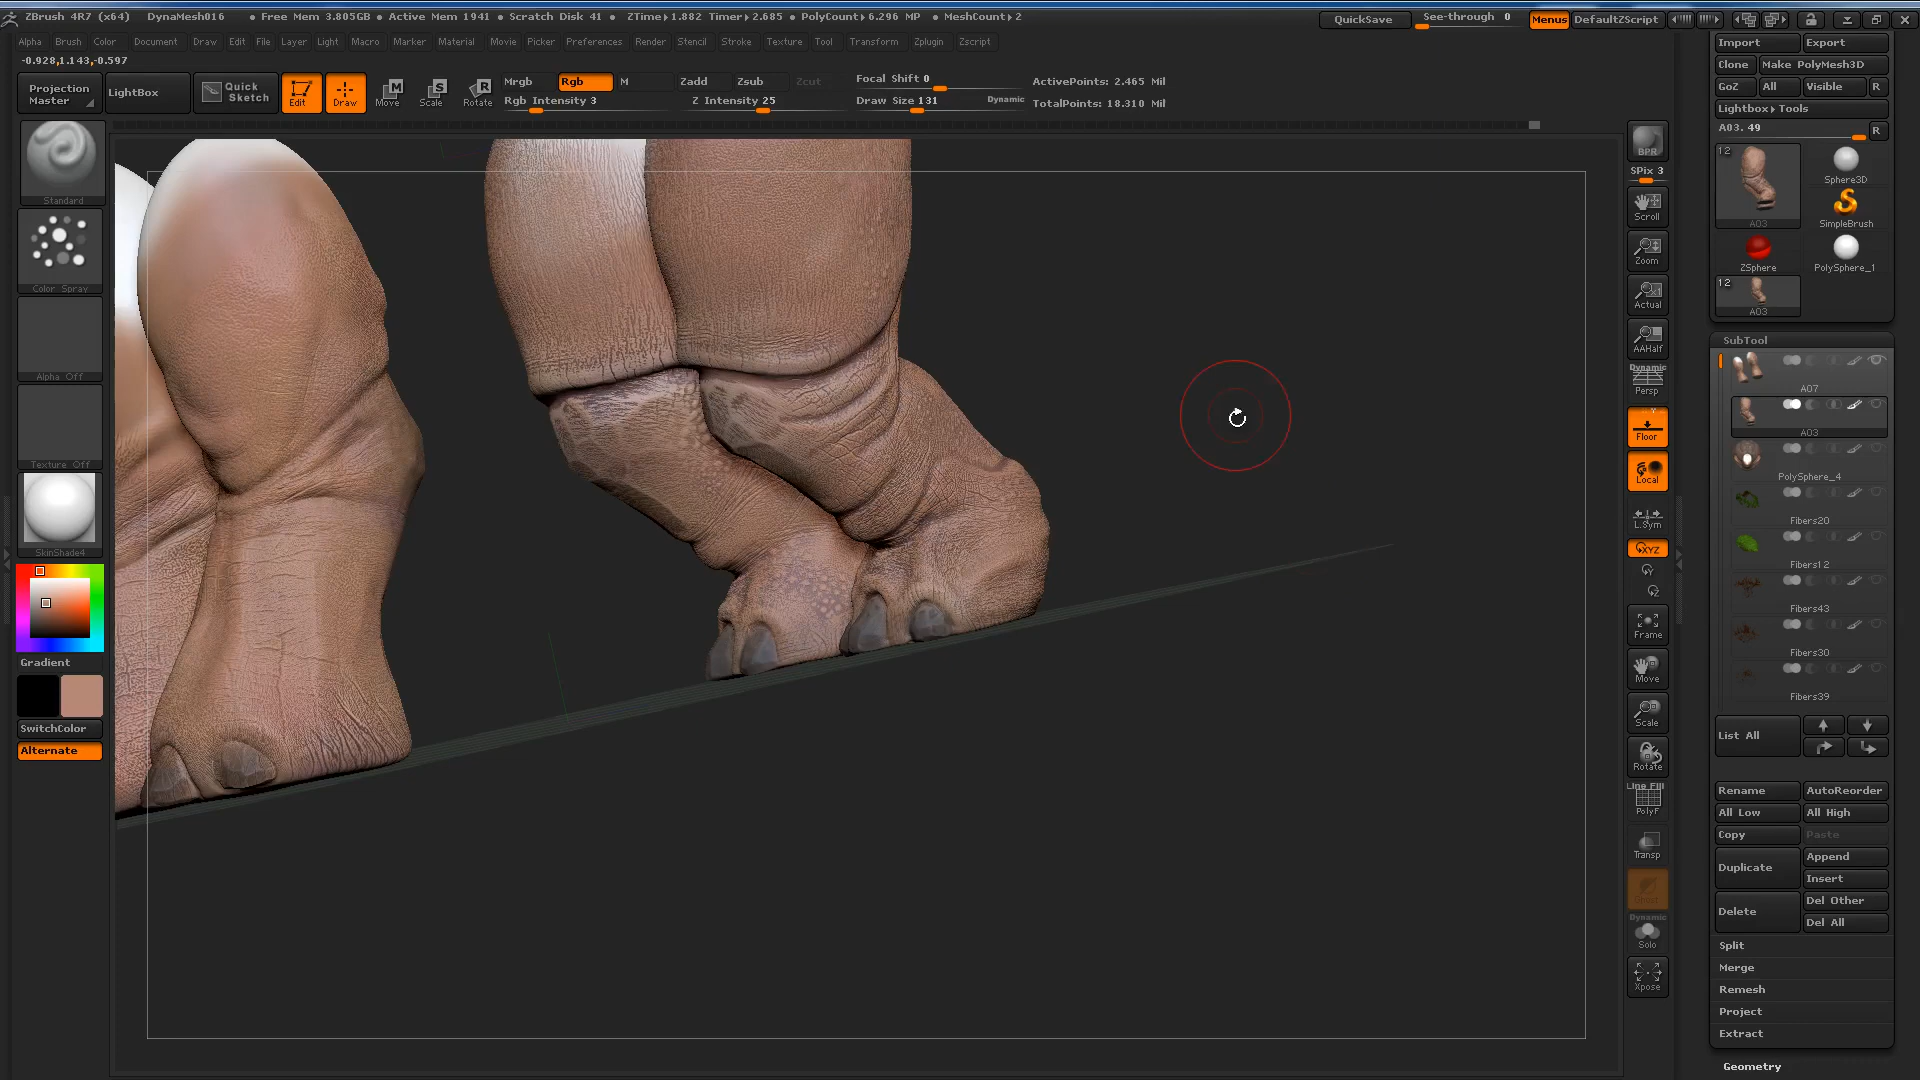 ZBrush 4R7 (x64) DynaMesh016 • Free Mem 3.805GB • Active Mem 1941 • Scratch Disk 41 • ZTime▸1.882 Timer▸2.685 • PolyCount▸6.296 MP • MeshCount▸2 QuickSave See-through 0 Menus DefaultZScript
Alpha Brush Color Document Draw Edit File Layer Light Macro Marker Material Movie Picker Preferences Render Stencil Stroke Texture Tool Transform Zplugin Zscript
-0.928,1.143,-0.597
Projection Master
LightBox
Quick Sketch
Edit
Draw
Move
Scale
Rotate
Mrgb Rgb M Zadd Zsub Zcut
Rgb Intensity 3 Z Intensity 25
Focal Shift 0
Draw Size 131 Dynamic
ActivePoints: 2.465 Mil
TotalPoints: 18.310 Mil
Standard
Color Spray
Alpha Off
Texture Off
SkinShade4
Gradient
SwitchColor
Alternate
BPR
SPix 3
Scroll
Zoom
Actual
AAHalf
Dynamic
Persp
Floor
Local
L.Sym
XYZ
Frame
Move
Scale
Rotate
Line Fill
PolyF
Transp
Ghost
Dynamic
Solo
Xpose
Import Export
Clone Make PolyMesh3D
GoZ All Visible R
Lightbox▸Tools
A03. 49 R
12
A03
Sphere3D
SimpleBrush
ZSphere
PolySphere_1
12
A03
SubTool
A07
A03
PolySphere_4
Fibers20
Fibers12
Fibers43
Fibers30
Fibers39
List All
Rename AutoReorder
All Low All High
Copy Paste
Duplicate Append
Insert
Delete Del Other
Del All
Split
Merge
Remesh
Project
Extract
Geometry